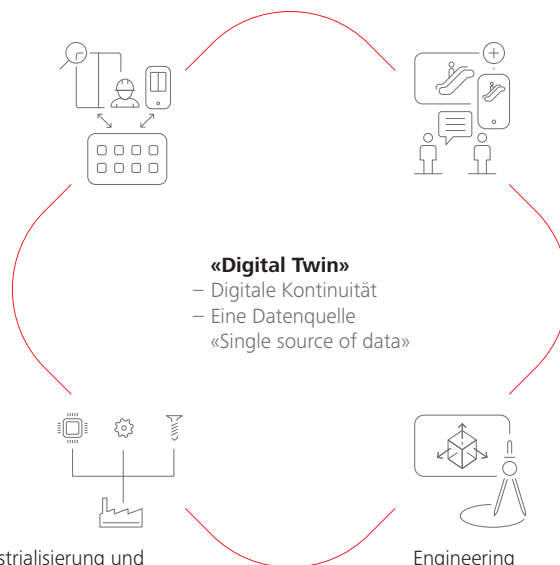 «Digital Twin»
– Digitale Kontinuität
– Eine Datenquelle
«Single source of data»
strialisierung und
Engineering